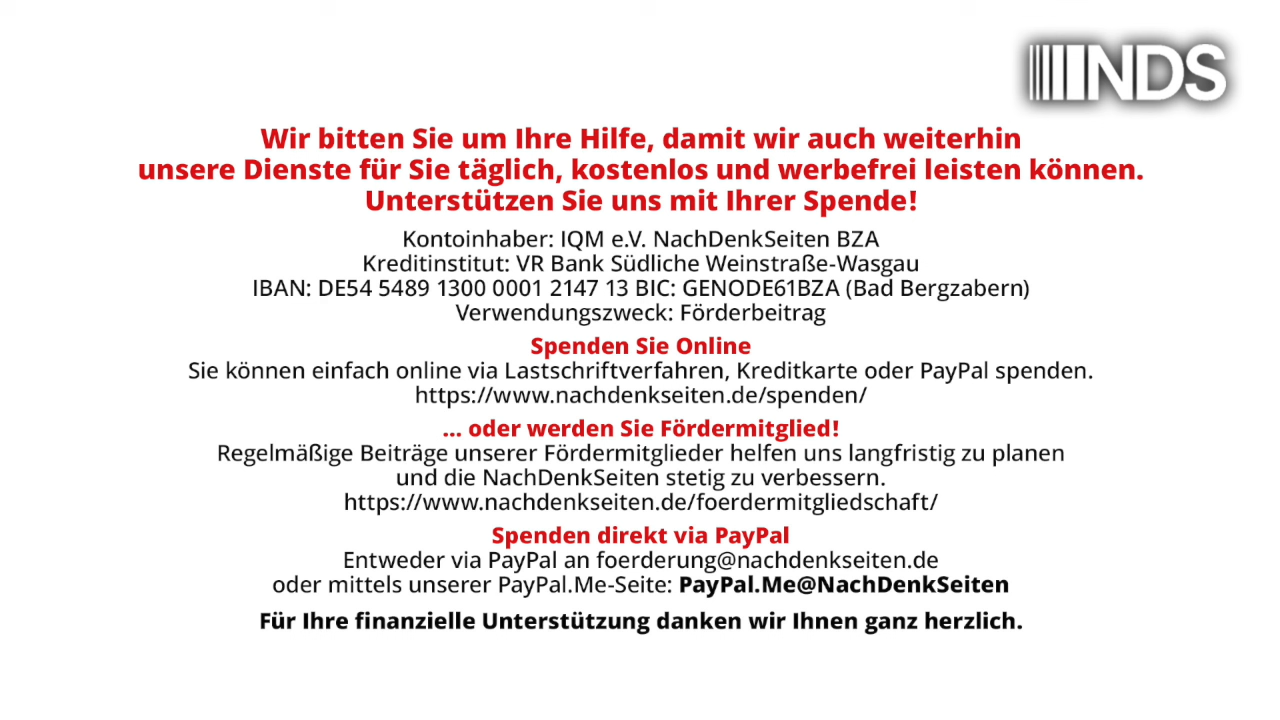 NDS
Wir bitten Sie um Ihre Hilfe, damit wir auch weiterhin
unsere Dienste für Sie täglich, kostenlos und werbefrei leisten können.
Unterstützen Sie uns mit Ihrer Spende!
Kontoinhaber: IQM e.V. NachDenkSeiten BZA
Kreditinstitut: VR Bank Südliche Weinstraße-Wasgau
IBAN: DE54 5489 1300 0001 2147 13 BIC: GENODE61BZA (Bad Bergzabern)
Verwendungszweck: Förderbeitrag
Spenden Sie Online
Sie können einfach online via Lastschriftverfahren, Kreditkarte oder PayPal spenden.
https://www.nachdenkseiten.de/spenden/
... oder werden Sie Fördermitglied!
Regelmäßige Beiträge unserer Fördermitglieder helfen uns langfristig zu planen
und die NachDenkSeiten stetig zu verbessern.
https://www.nachdenkseiten.de/foerdermitgliedschaft/
Spenden direkt via PayPal
Entweder via PayPal an foerderung@nachdenkseiten.de
oder mittels unserer PayPal.Me-Seite: PayPal.Me@NachDenkSeiten
Für Ihre finanzielle Unterstützung danken wir Ihnen ganz herzlich.